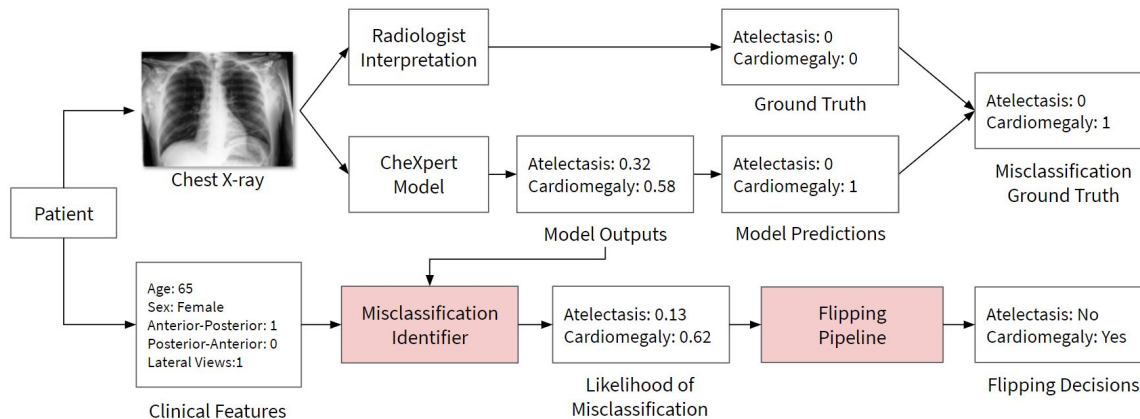 Radiologist
Interpretation
Atelectasis: 0
Cardiomegaly: 0
Ground Truth
Atelectasis: 0
Cardiomegaly: 1
Misclassification
Ground Truth
Chest X-ray
CheXpert
Model
Atelectasis: 0.32
Cardiomegaly: 0.58
Model Outputs
Atelectasis: 0
Cardiomegaly: 1
Model Predictions
Patient
Age: 65
Sex: Female
Anterior-Posterior: 1
Posterior-Anterior: 0
Lateral Views:1
Clinical Features
Misclassification
Identifier
Atelectasis: 0.13
Cardiomegaly: 0.62
Likelihood of
Misclassification
Flipping
Pipeline
Atelectasis: No
Cardiomegaly: Yes
Flipping Decisions